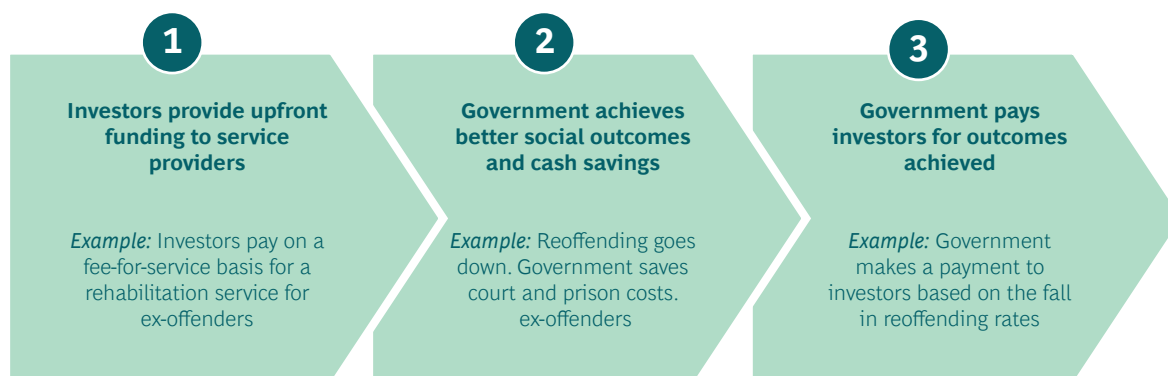 1
Investors provide upfront
funding to service
providers
Example: Investors pay on a
fee-for-service basis for a
rehabilitation service for
ex-offenders
2
Government achieves
better social outcomes
and cash savings
Example: Reoffending goes
down. Government saves
court and prison costs.
ex-offenders
3
Government pays
investors for outcomes
achieved
Example: Government
makes a payment to
investors based on the fall
in reoffending rates